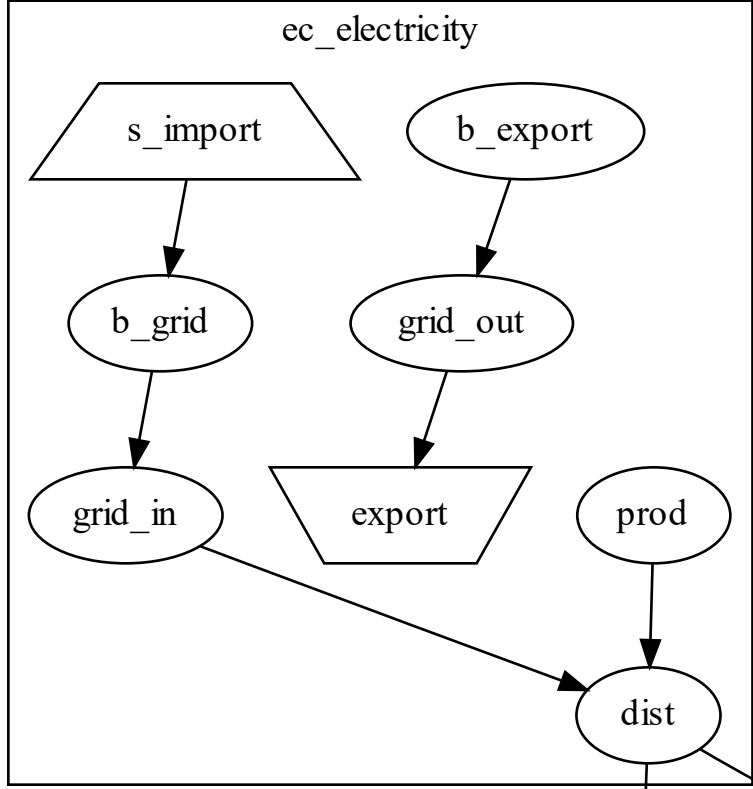 ec_electricity
s_import
b_export
b_grid
grid_out
grid_in
export
prod
dist